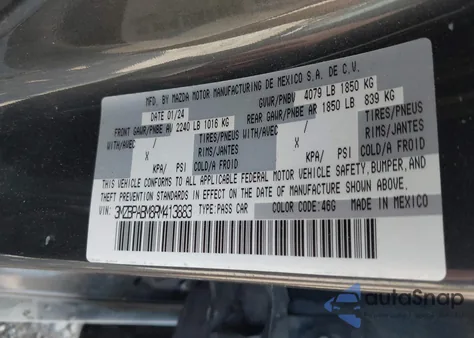 MFD. BY MAZDA MOTOR MANUFACTURING DE MEXICO S.A. DE C.V.
DATE 01/24 GVWR/PNBV 4079 LB 1850 KG
FRONT GAWR/PNBE AV 2240 LB 1016 KG REAR GAWR/PNBE AR 1850 LB 839 KG
WITH/AVEC / TIRES/PNEUS WITH/AVEC / TIRES/PNEUS
X RIMS/JANTES X RIMS/JANTES
/ KPA/ PSI COLD/A FROID / KPA/ PSI COLD/A FROID
THIS VEHICLE CONFORMS TO ALL APPLICABLE FEDERAL MOTOR VEHICLE SAFETY, BUMPER, AND
THEFT PREVENTION STANDARDS IN EFFECT ON THE DATE OF MANUFACTURE SHOWN ABOVE.
VIN: 3MZBPABM8RM413883 TYPE: PASS CAR COLOR CODE: 46G MADE IN MEXICO
autoSnap